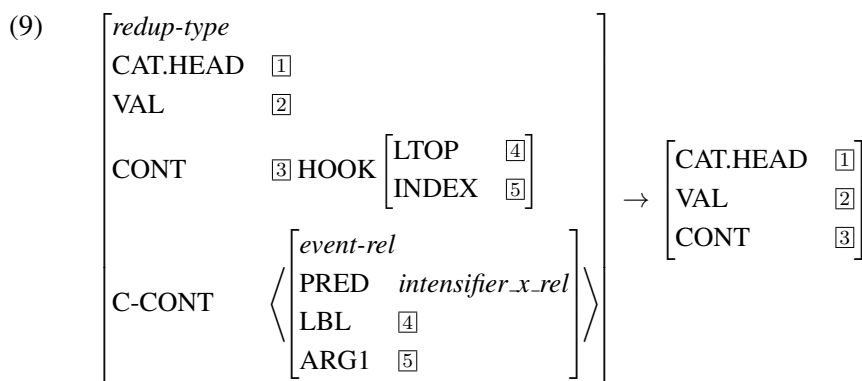 (9)
redup-type
CAT.HEAD 1
VAL 2
CONT 3 HOOK [LTOP 4
INDEX 5]
C-CONT ⟨[event-rel
PRED intensifier_x_rel
LBL 4
ARG1 5]⟩
→
CAT.HEAD 1
VAL 2
CONT 3